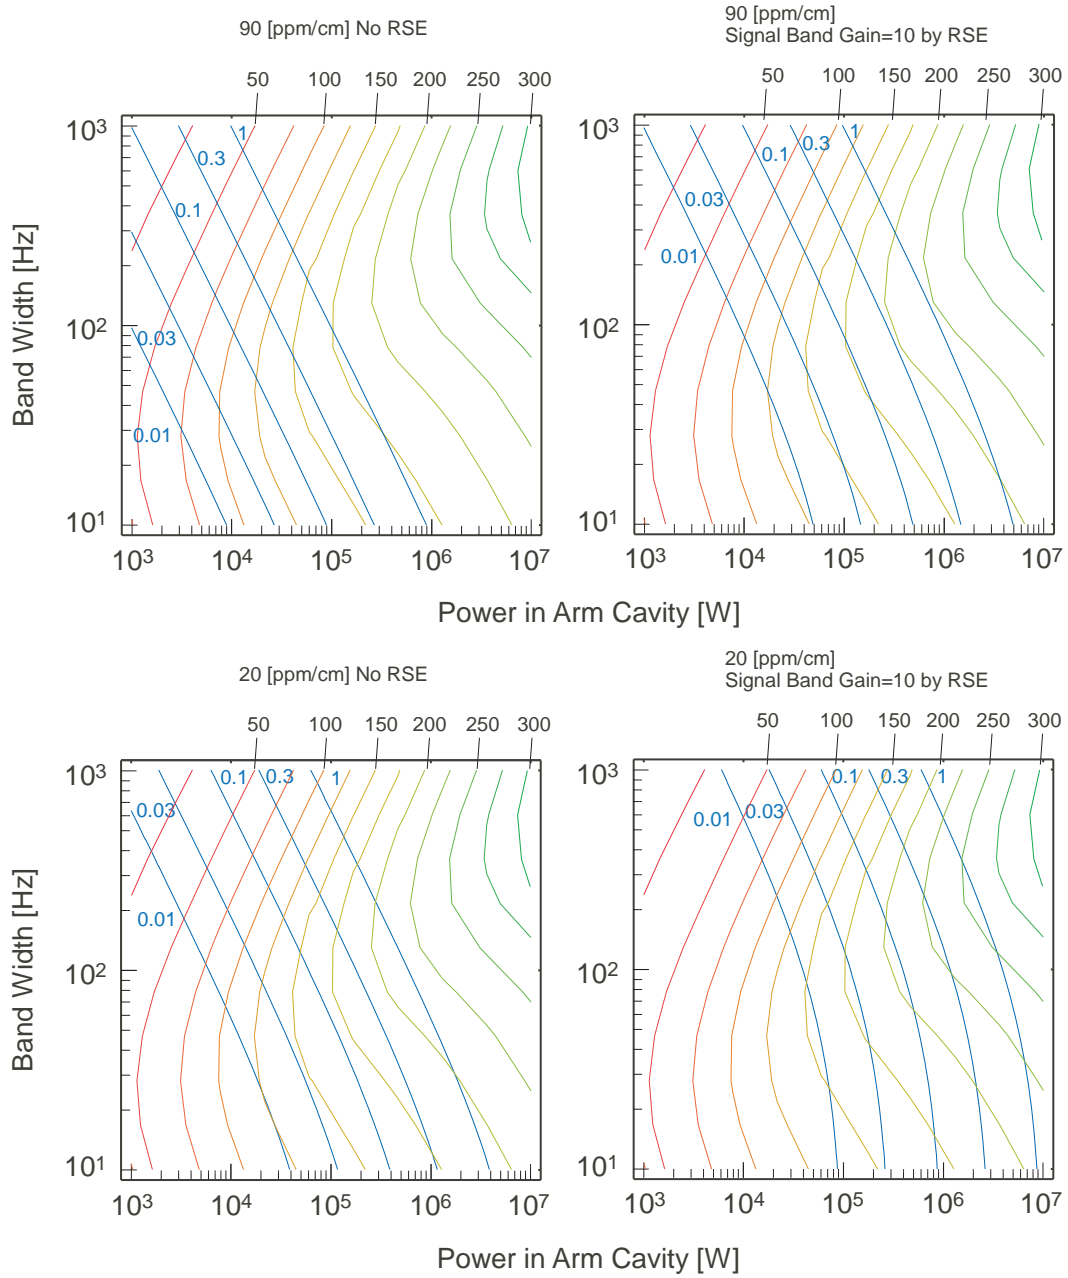 90 [ppm/cm] No RSE
50 100 150 200 250 300
10³
10²
10¹
1
0.3
0.1
0.03
0.01
10³ 10⁴ 10⁵ 10⁶ 10⁷
Band Width [Hz]
90 [ppm/cm]
Signal Band Gain=10 by RSE
50 100 150 200 250 300
10³
10²
10¹
1
0.3
0.1
0.03
0.01
10³ 10⁴ 10⁵ 10⁶ 10⁷
Power in Arm Cavity [W]
20 [ppm/cm] No RSE
50 100 150 200 250 300
10³
10²
10¹
0.1 0.3 1
0.03
0.01
10³ 10⁴ 10⁵ 10⁶ 10⁷
Band Width [Hz]
20 [ppm/cm]
Signal Band Gain=10 by RSE
50 100 150 200 250 300
10³
10²
10¹
0.1 0.3 1
0.01 0.03
10³ 10⁴ 10⁵ 10⁶ 10⁷
Power in Arm Cavity [W]